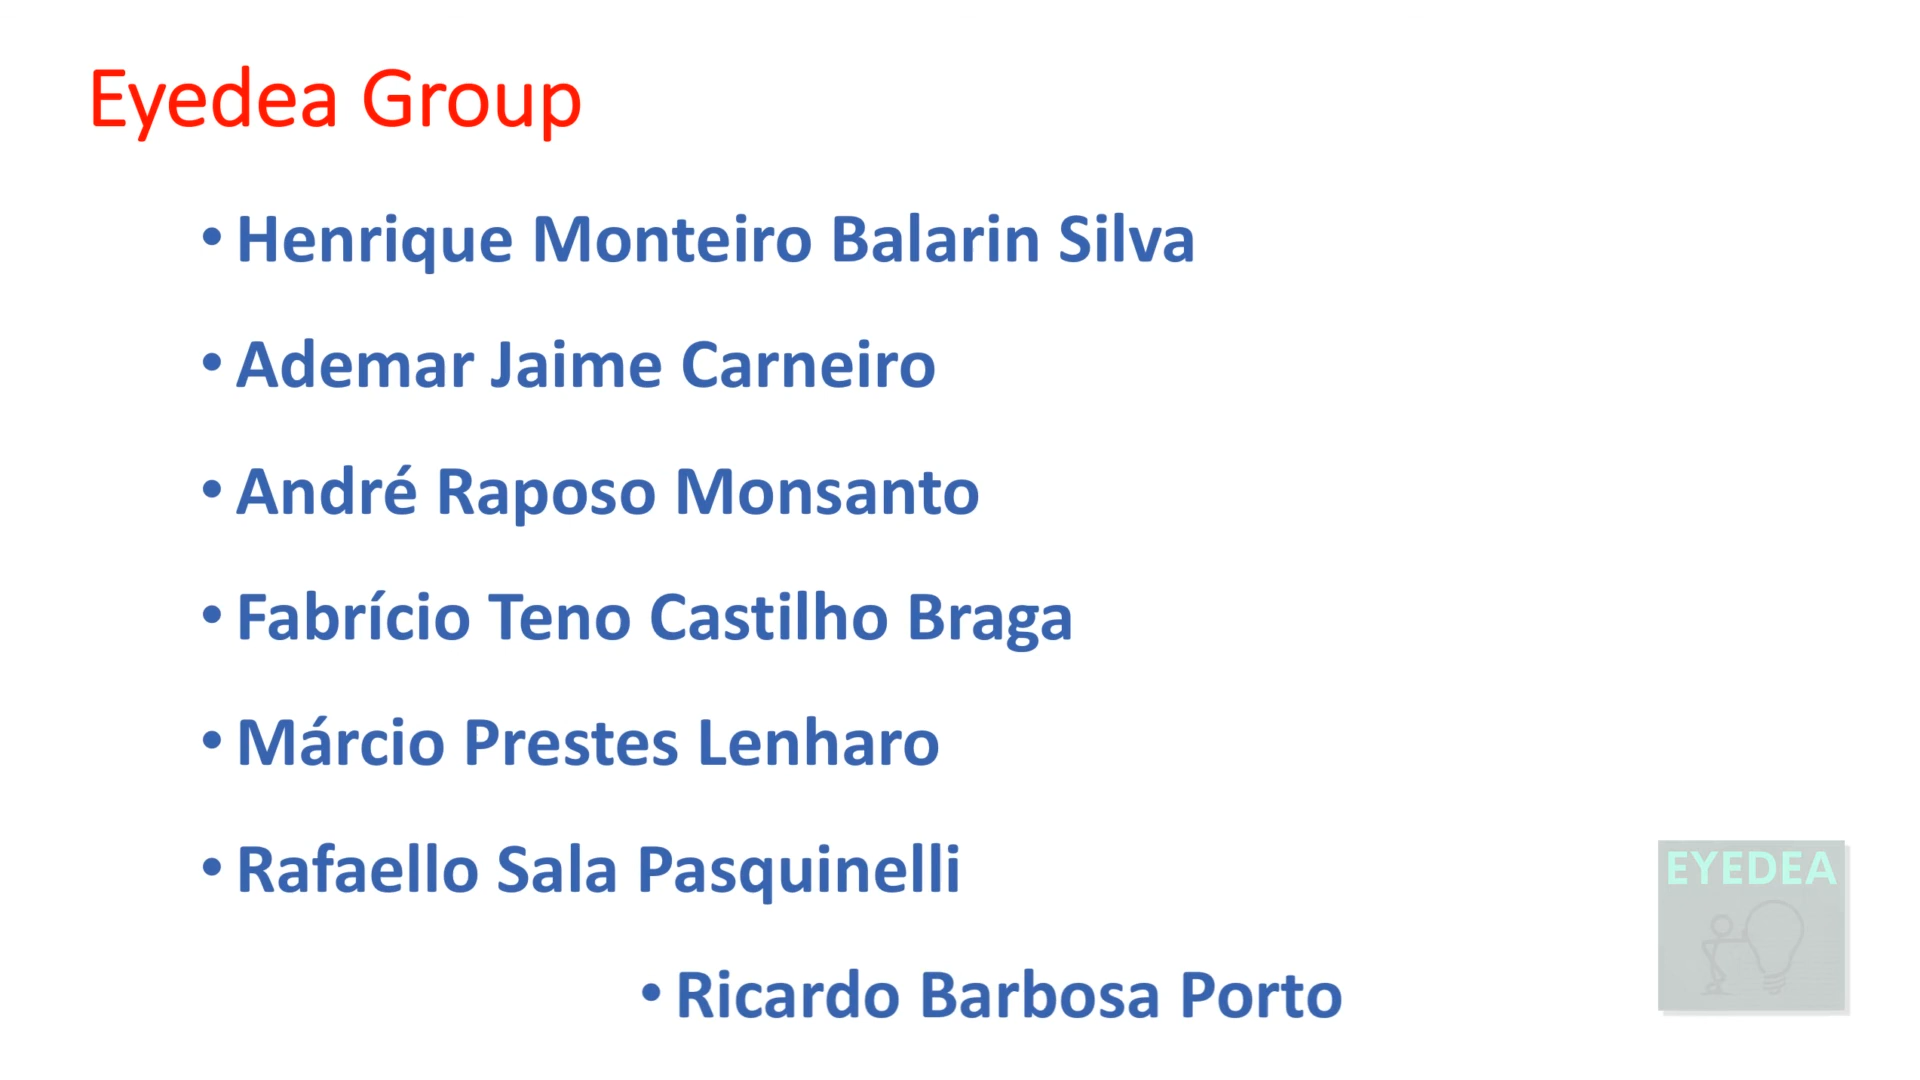 Eyedea Group
• Henrique Monteiro Balarin Silva
• Ademar Jaime Carneiro
• André Raposo Monsanto
• Fabrício Teno Castilho Braga
• Márcio Prestes Lenharo
• Rafaello Sala Pasquinelli
• Ricardo Barbosa Porto
EYEDEA